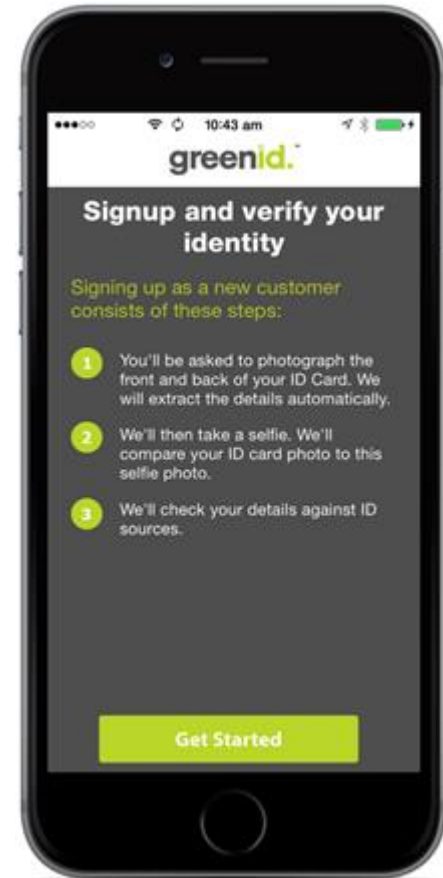 10:43 am
greenid.™
Signup and verify your
identity
Signing up as a new customer
consists of these steps:
1 You'll be asked to photograph the
front and back of your ID Card. We
will extract the details automatically.
2 We'll then take a selfie. We'll
compare your ID card photo to this
selfie photo.
3 We'll check your details against ID
sources.
Get Started